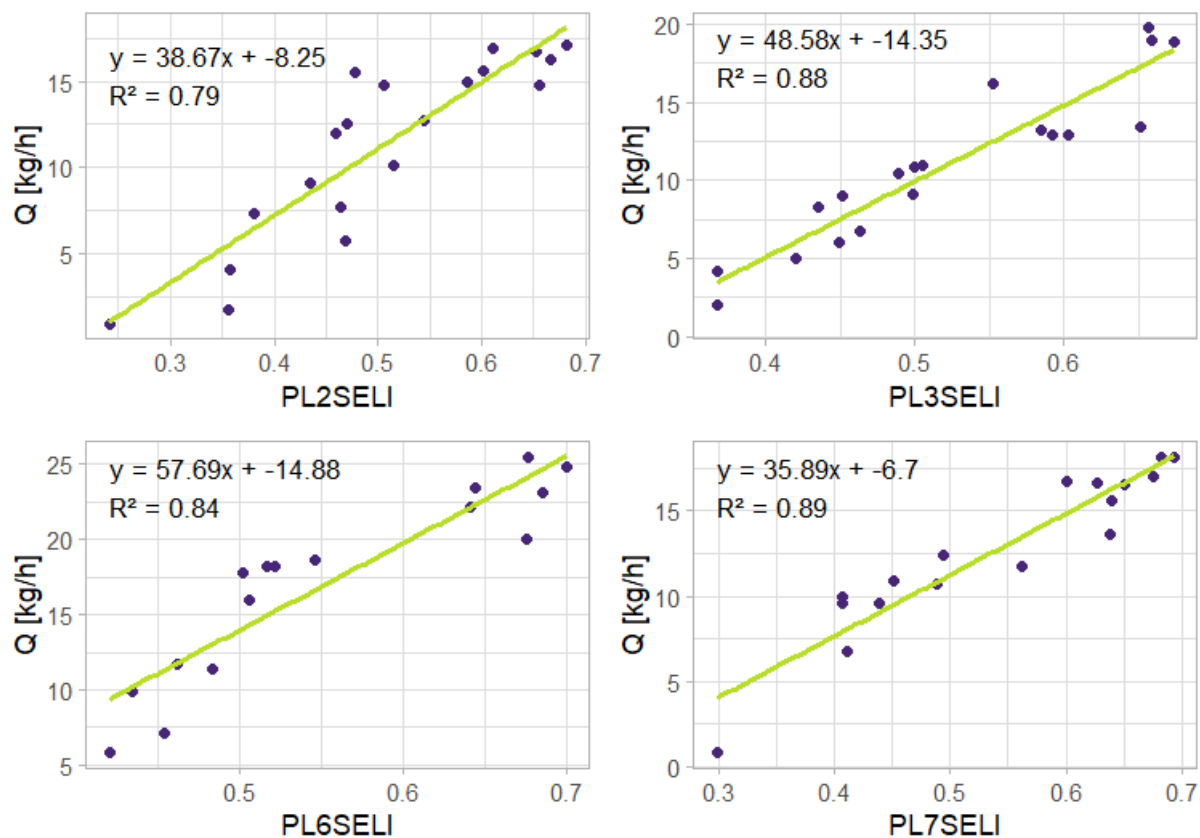 y = 38.67x + -8.25
R² = 0.79
15
10
5
Q [kg/h]
0.3 0.4 0.5 0.6 0.7
PL2SELI
y = 48.58x + -14.35
R² = 0.88
20
15
10
5
0
Q [kg/h]
0.4 0.5 0.6
PL3SELI
y = 57.69x + -14.88
R² = 0.84
25
20
15
10
5
Q [kg/h]
0.5 0.6 0.7
PL6SELI
y = 35.89x + -6.7
R² = 0.89
15
10
5
0
Q [kg/h]
0.3 0.4 0.5 0.6 0.7
PL7SELI